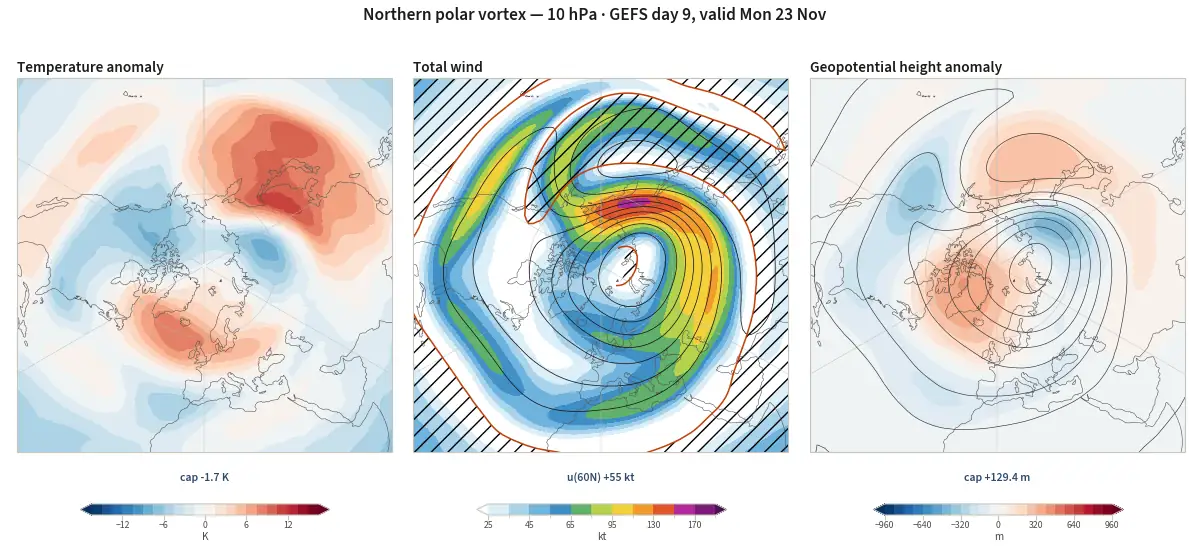 Northern polar vortex — 10 hPa · GEFS day 9, valid Mon 23 Nov
Temperature anomaly
Total wind
Geopotential height anomaly
cap -1.7 K
u(60N) +55 kt
cap +129.4 m
−12 −6 0 6 12
K
25 45 65 95 130 170
kt
−960 −640 −320 0 320 640 960
m